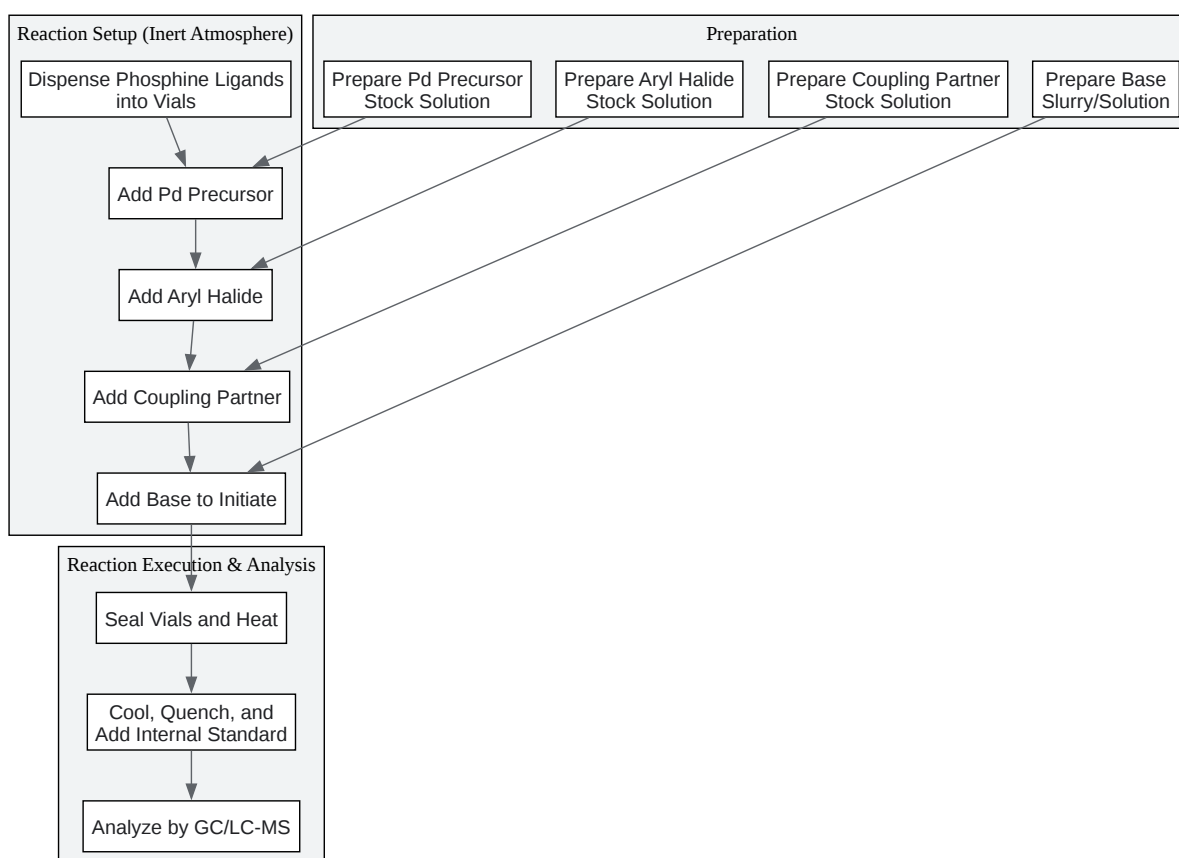 Reaction Setup (Inert Atmosphere)
Preparation
Dispense Phosphine Ligands
into Vials
Prepare Pd Precursor
Stock Solution
Prepare Aryl Halide
Stock Solution
Prepare Coupling Partner
Stock Solution
Prepare Base
Slurry/Solution
Add Pd Precursor
Add Aryl Halide
Add Coupling Partner
Add Base to Initiate
Reaction Execution & Analysis
Seal Vials and Heat
Cool, Quench, and
Add Internal Standard
Analyze by GC/LC-MS